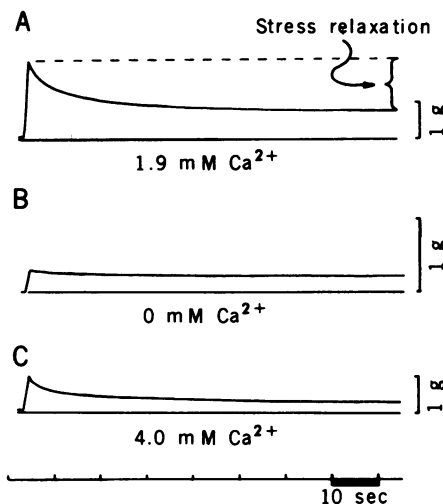 A
Stress relaxation
1 g
1.9 mM Ca²⁺
B
1 g
0 mM Ca²⁺
C
1 g
4.0 mM Ca²⁺
10 sec